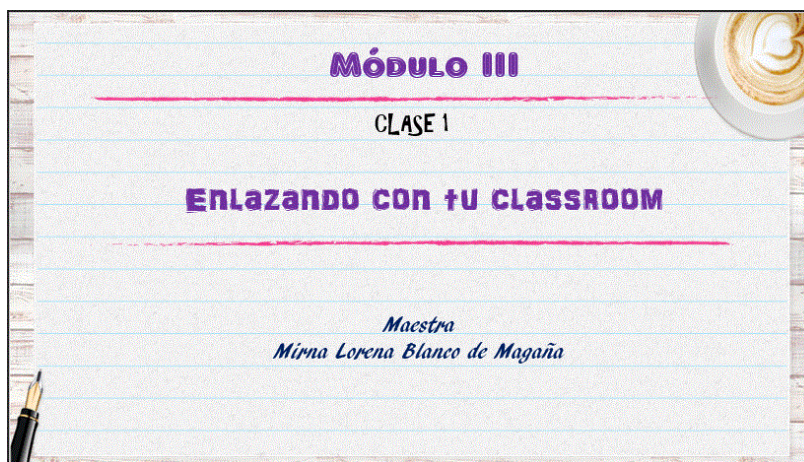 Módulo III
CLASE 1
Enlazando con tu classroom
Maestra
Mirna Lorena Blanco de Magaña